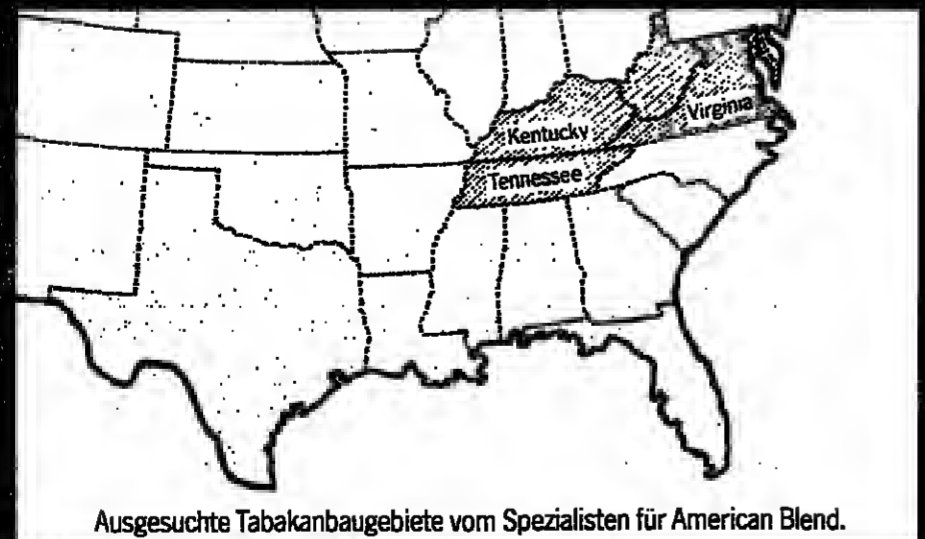 Kentucky
Virginia
Tennessee
Ausgesuchte Tabakanbaugebiete vom Spezialisten für American Blend.